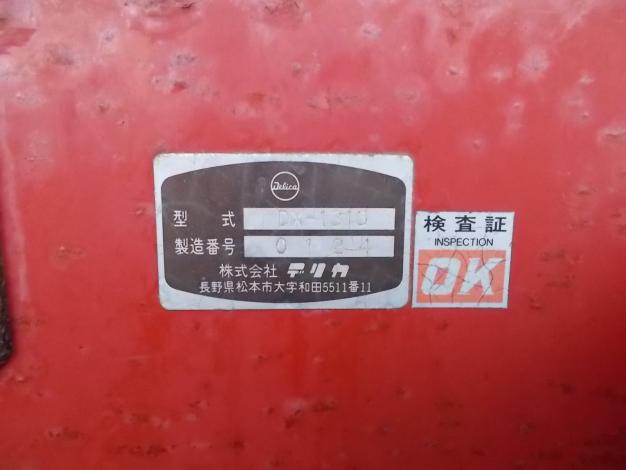 Delica
型式 DX-1310
製造番号 0124
株式会社 デリカ
長野県松本市大字和田5511番11
検査証
INSPECTION
OK